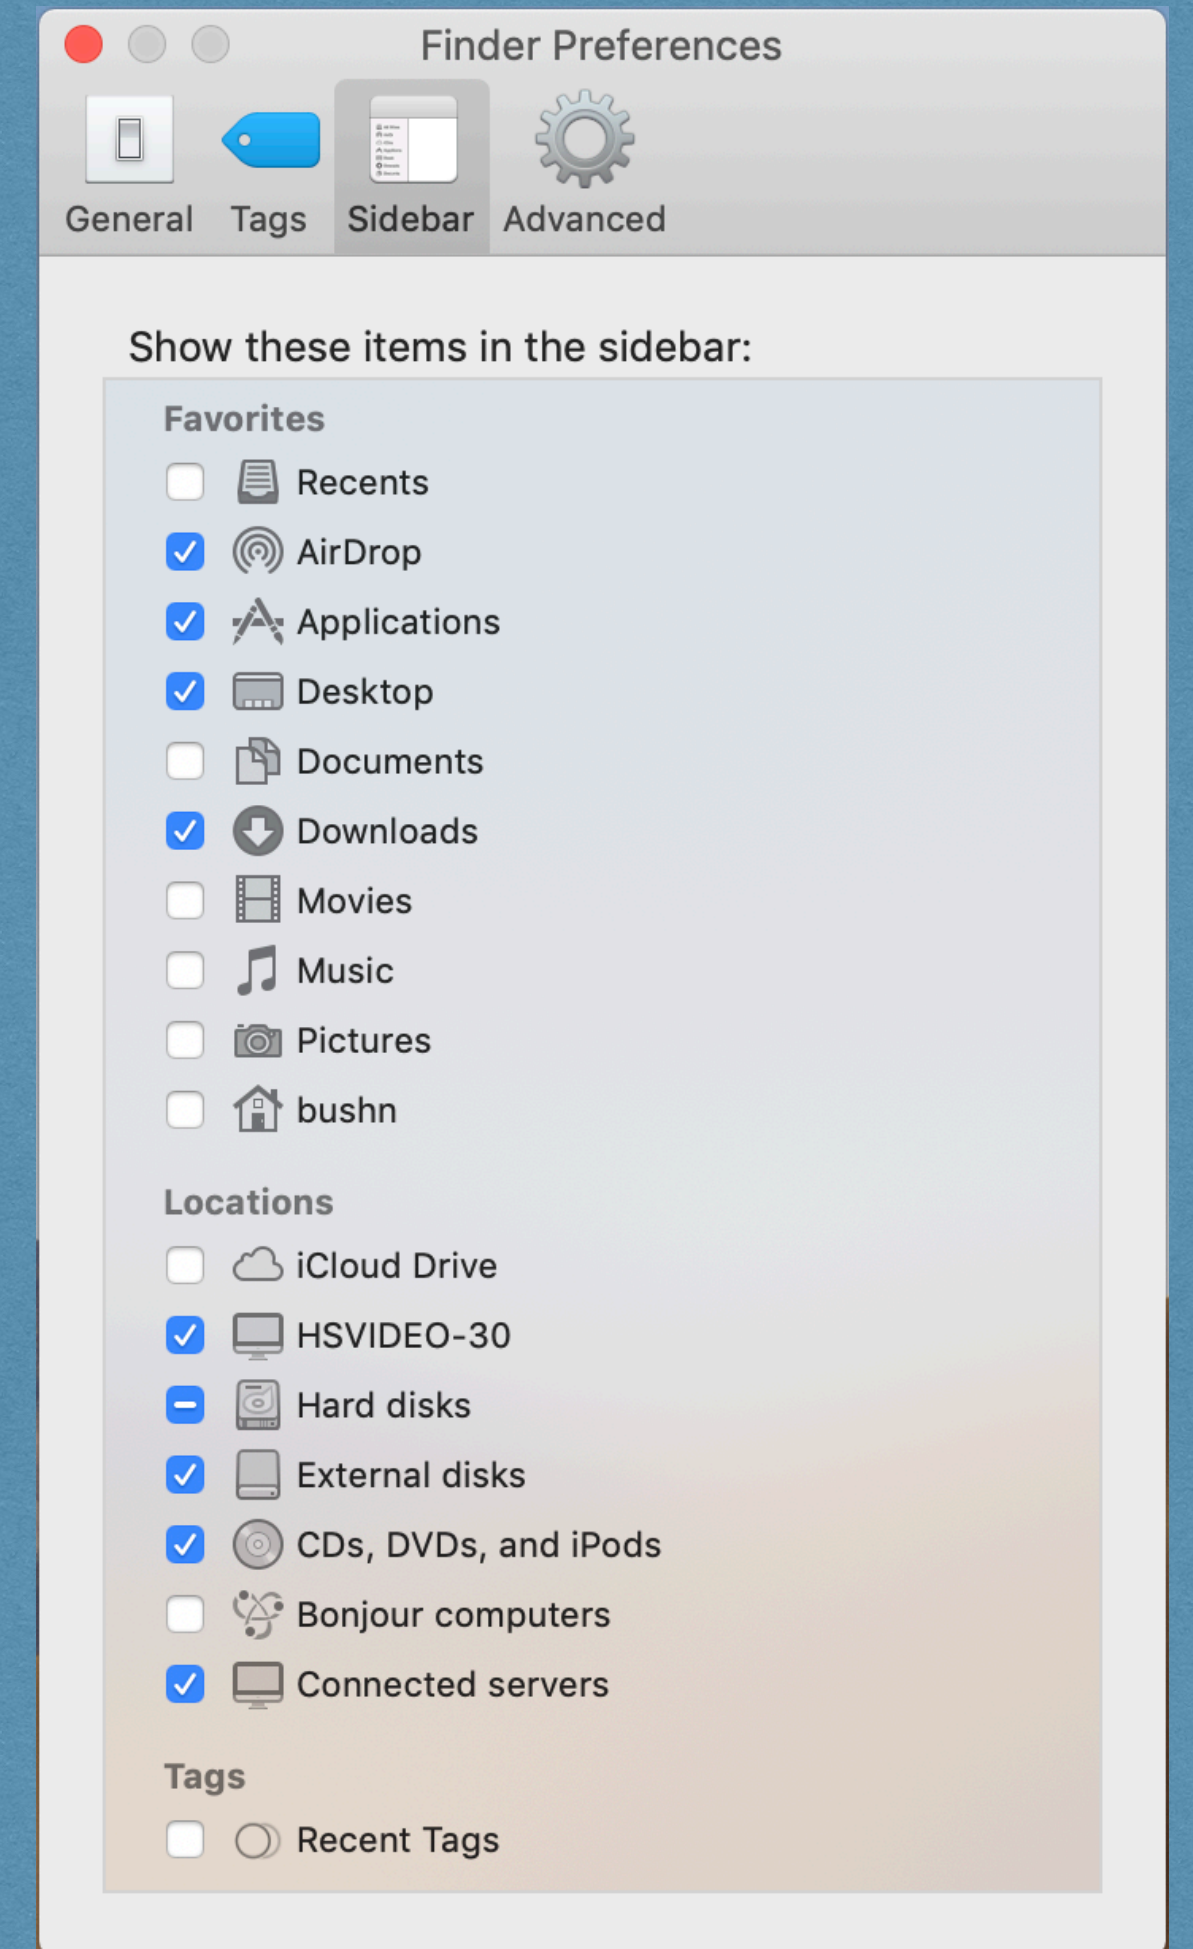 Finder Preferences
General Tags Sidebar Advanced
Show these items in the sidebar:
Favorites
Recents
AirDrop
Applications
Desktop
Documents
Downloads
Movies
Music
Pictures
bushn
Locations
iCloud Drive
HSVIDEO-30
Hard disks
External disks
CDs, DVDs, and iPods
Bonjour computers
Connected servers
Tags
Recent Tags